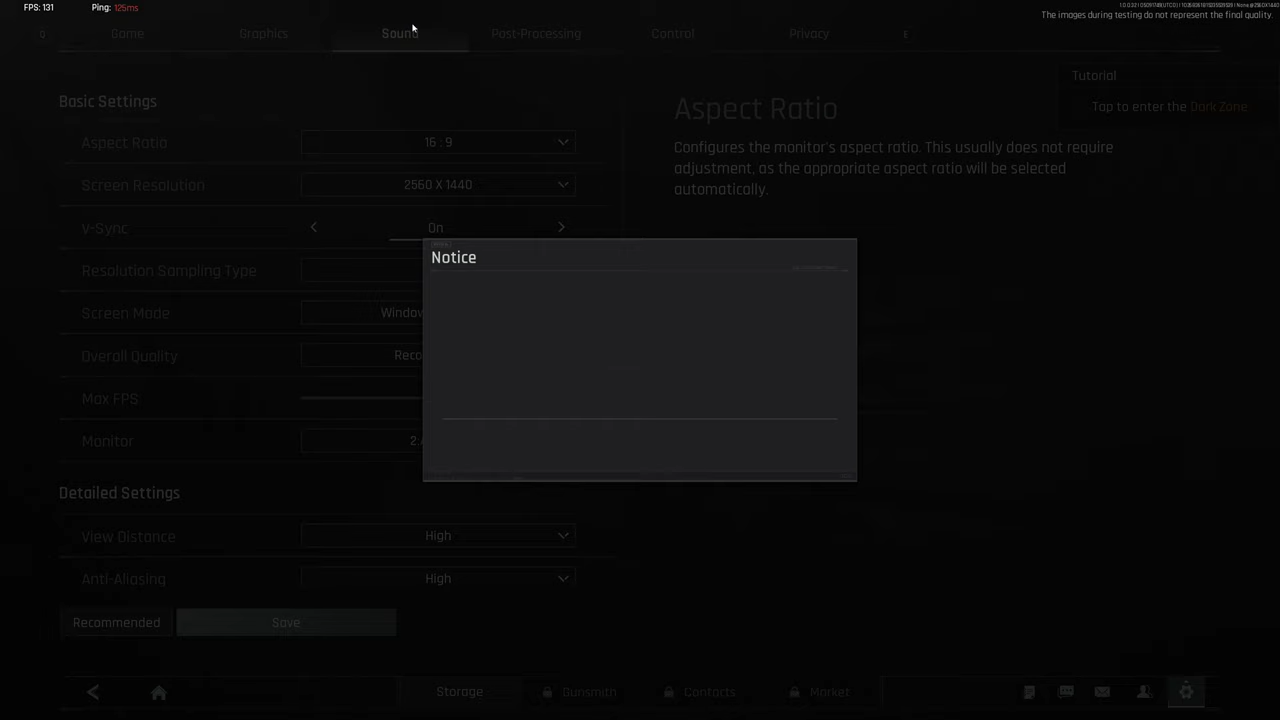 FPS: 131
Ping: 125ms
The images during testing do not represent the final quality.
Q
Game
Graphics
Sound
Post-Processing
Control
Privacy
E
Tutorial
Tap to enter the Dark Zone
Basic Settings
Aspect Ratio
16 : 9
Screen Resolution
2560 X 1440
V-Sync
On
Resolution Sampling Type
Screen Mode
Window
Overall Quality
Reco
Max FPS
Monitor
2:
Aspect Ratio
Configures the monitor's aspect ratio. This usually does not require
adjustment, as the appropriate aspect ratio will be selected
automatically.
Notice
Detailed Settings
View Distance
High
Anti-Aliasing
High
Recommended
Save
Storage
Gunsmith
Contacts
Market